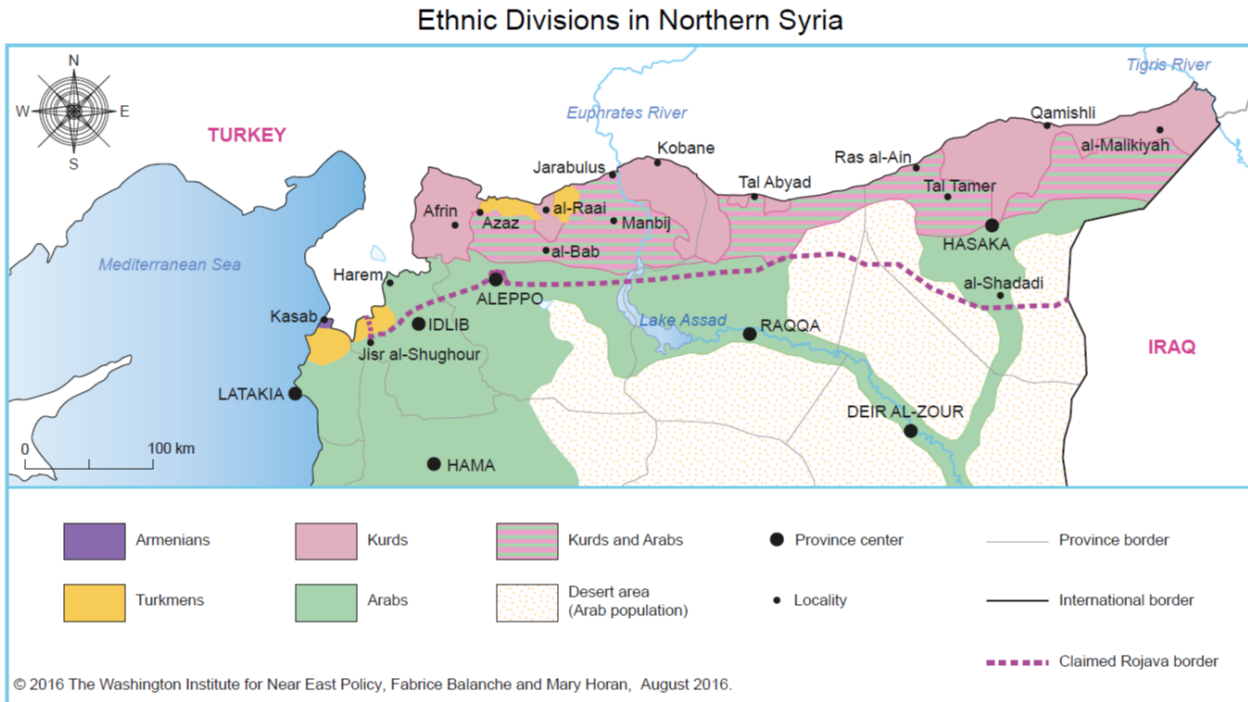 Ethnic Divisions in Northern Syria
N
W
E
S
TURKEY
Euphrates River
Tigris River
Qamishli
al-Malikiyah
Kobane
Jarabulus
Ras al-Ain
Tal Abyad
Tal Tamer
Afrin
Azaz
al-Raai
Manbij
al-Bab
HASAKA
Mediterranean Sea
Harem
ALEPPO
al-Shadadi
Kasab
IDLIB
Lake Assad
RAQQA
IRAQ
Jisr al-Shughour
LATAKIA
DEIR AL-ZOUR
0
100 km
HAMA
Armenians
Kurds
Kurds and Arabs
Province center
Province border
Turkmens
Arabs
Desert area
(Arab population)
Locality
International border
Claimed Rojava border
© 2016 The Washington Institute for Near East Policy, Fabrice Balanche and Mary Horan, August 2016.